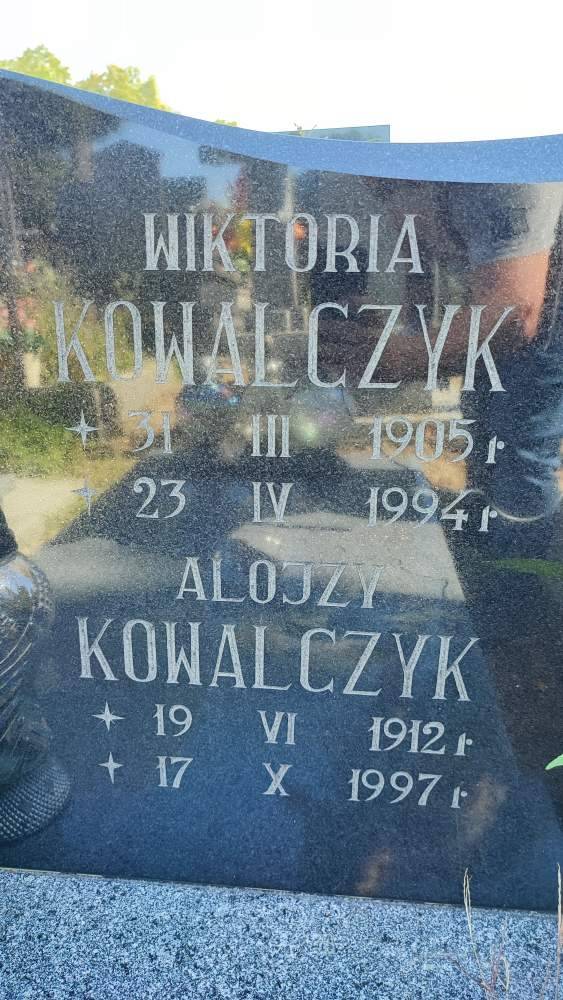 WIKTORIA
KOWALCZYK
31 III 1905 r
23 IV 1994 r
ALOJZY
KOWALCZYK
19 VI 1912 r
17 X 1997 r